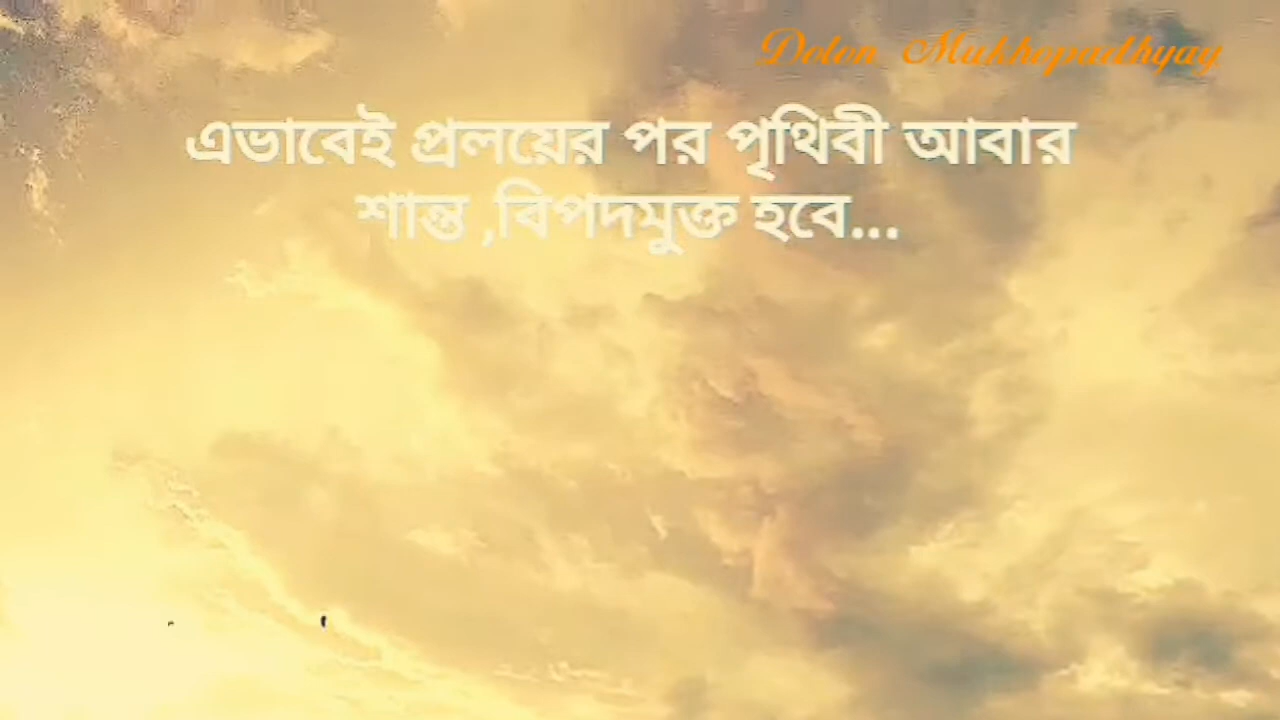 Dolon Mukhopadhyay
এভাবেই প্রলয়ের পর পৃথিবী আবার
শান্ত ,বিপদমুক্ত হবে...